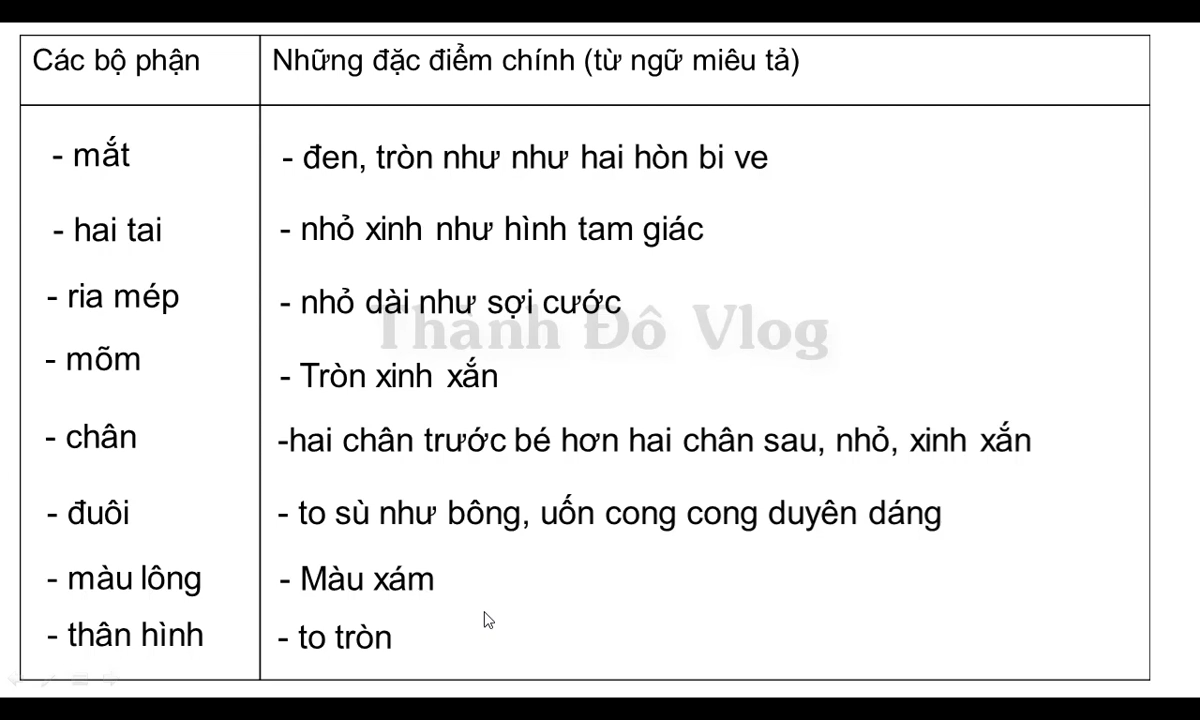 Các bộ phận
Những đặc điểm chính (từ ngữ miêu tả)
- mắt
- đen, tròn như như hai hòn bi ve
- hai tai
- nhỏ xinh như hình tam giác
- ria mép
- nhỏ dài như sợi cước
Thành Đô Vlog
- mõm
- Tròn xinh xắn
- chân
-hai chân trước bé hơn hai chân sau, nhỏ, xinh xắn
- đuôi
- to sù như bông, uốn cong cong duyên dáng
- màu lông
- Màu xám
- thân hình
- to tròn